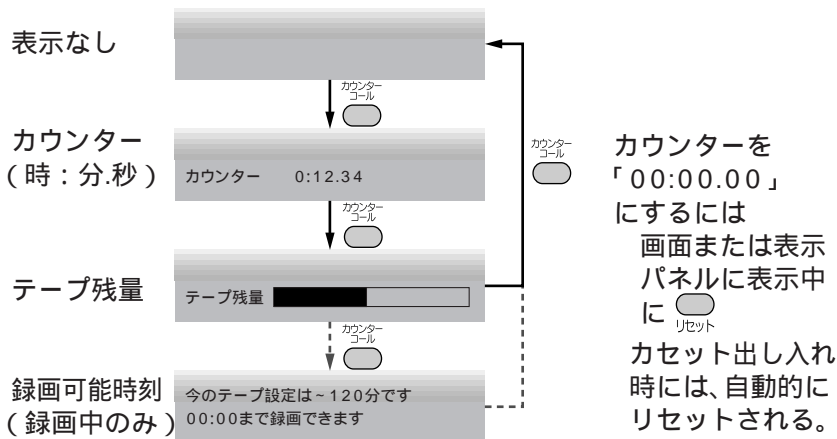 表示なし
カウンター
コール
カウンター
(時:分.秒)
カウンター 0:12.34
カウンター
コール
テープ残量
テープ残量
カウンター
コール
録画可能時刻
(録画中のみ)
今のテープ設定は~120分です
00:00まで録画できます
カウンター
コール
カウンターを
「00:00.00」
にするには
画面または表示
パネルに表示中
に
リセット
カセット出し入れ
時には、自動的に
リセットされる。